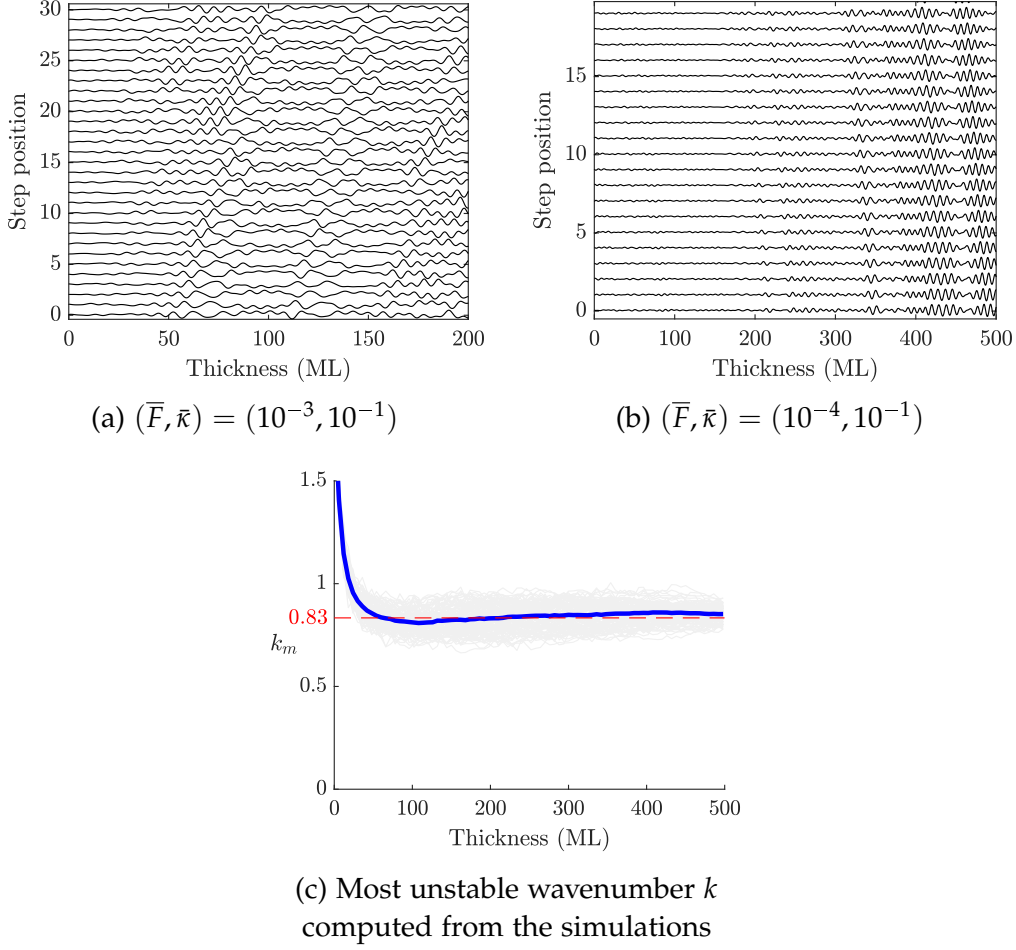 30
25
20
15
10
5
0
Step position
0 50 100 150 200
Thickness (ML)
(a) (F̅, κ̄) = (10⁻³, 10⁻¹)
15
10
5
0
Step position
0 100 200 300 400 500
Thickness (ML)
(b) (F̅, κ̄) = (10⁻⁴, 10⁻¹)
1.5
1
0.83
k_m
0.5
0
0 100 200 300 400 500
Thickness (ML)
(c) Most unstable wavenumber k
computed from the simulations